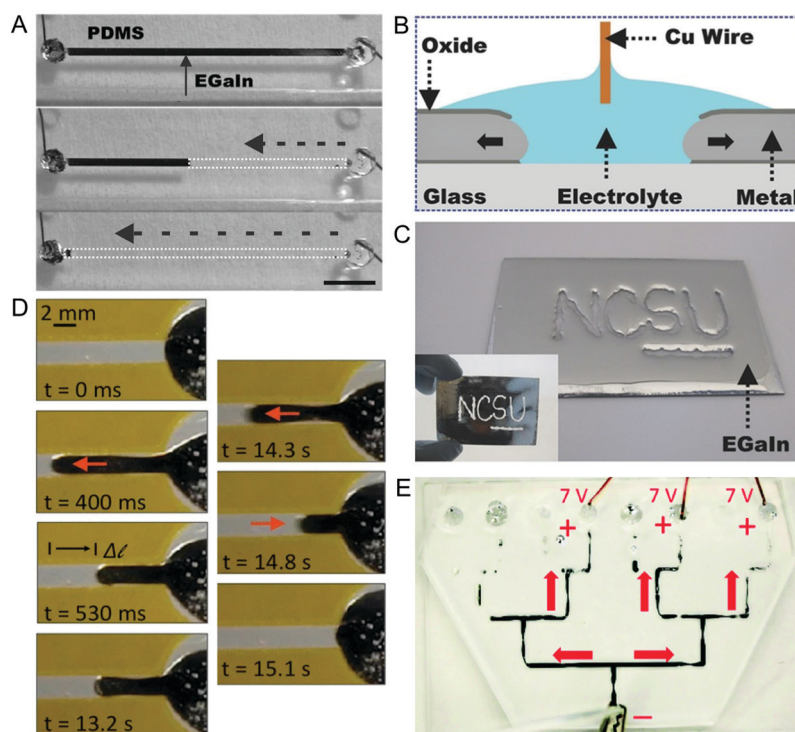 A
PDMS
EGaIn
B
Oxide
Cu Wire
Glass
Electrolyte
Metal
C
NCSU
NCSU
EGaIn
D
2 mm
t = 0 ms
t = 400 ms
Δl
t = 530 ms
t = 13.2 s
t = 14.3 s
t = 14.8 s
t = 15.1 s
E
7 V 7 V 7 V
+ + +
−